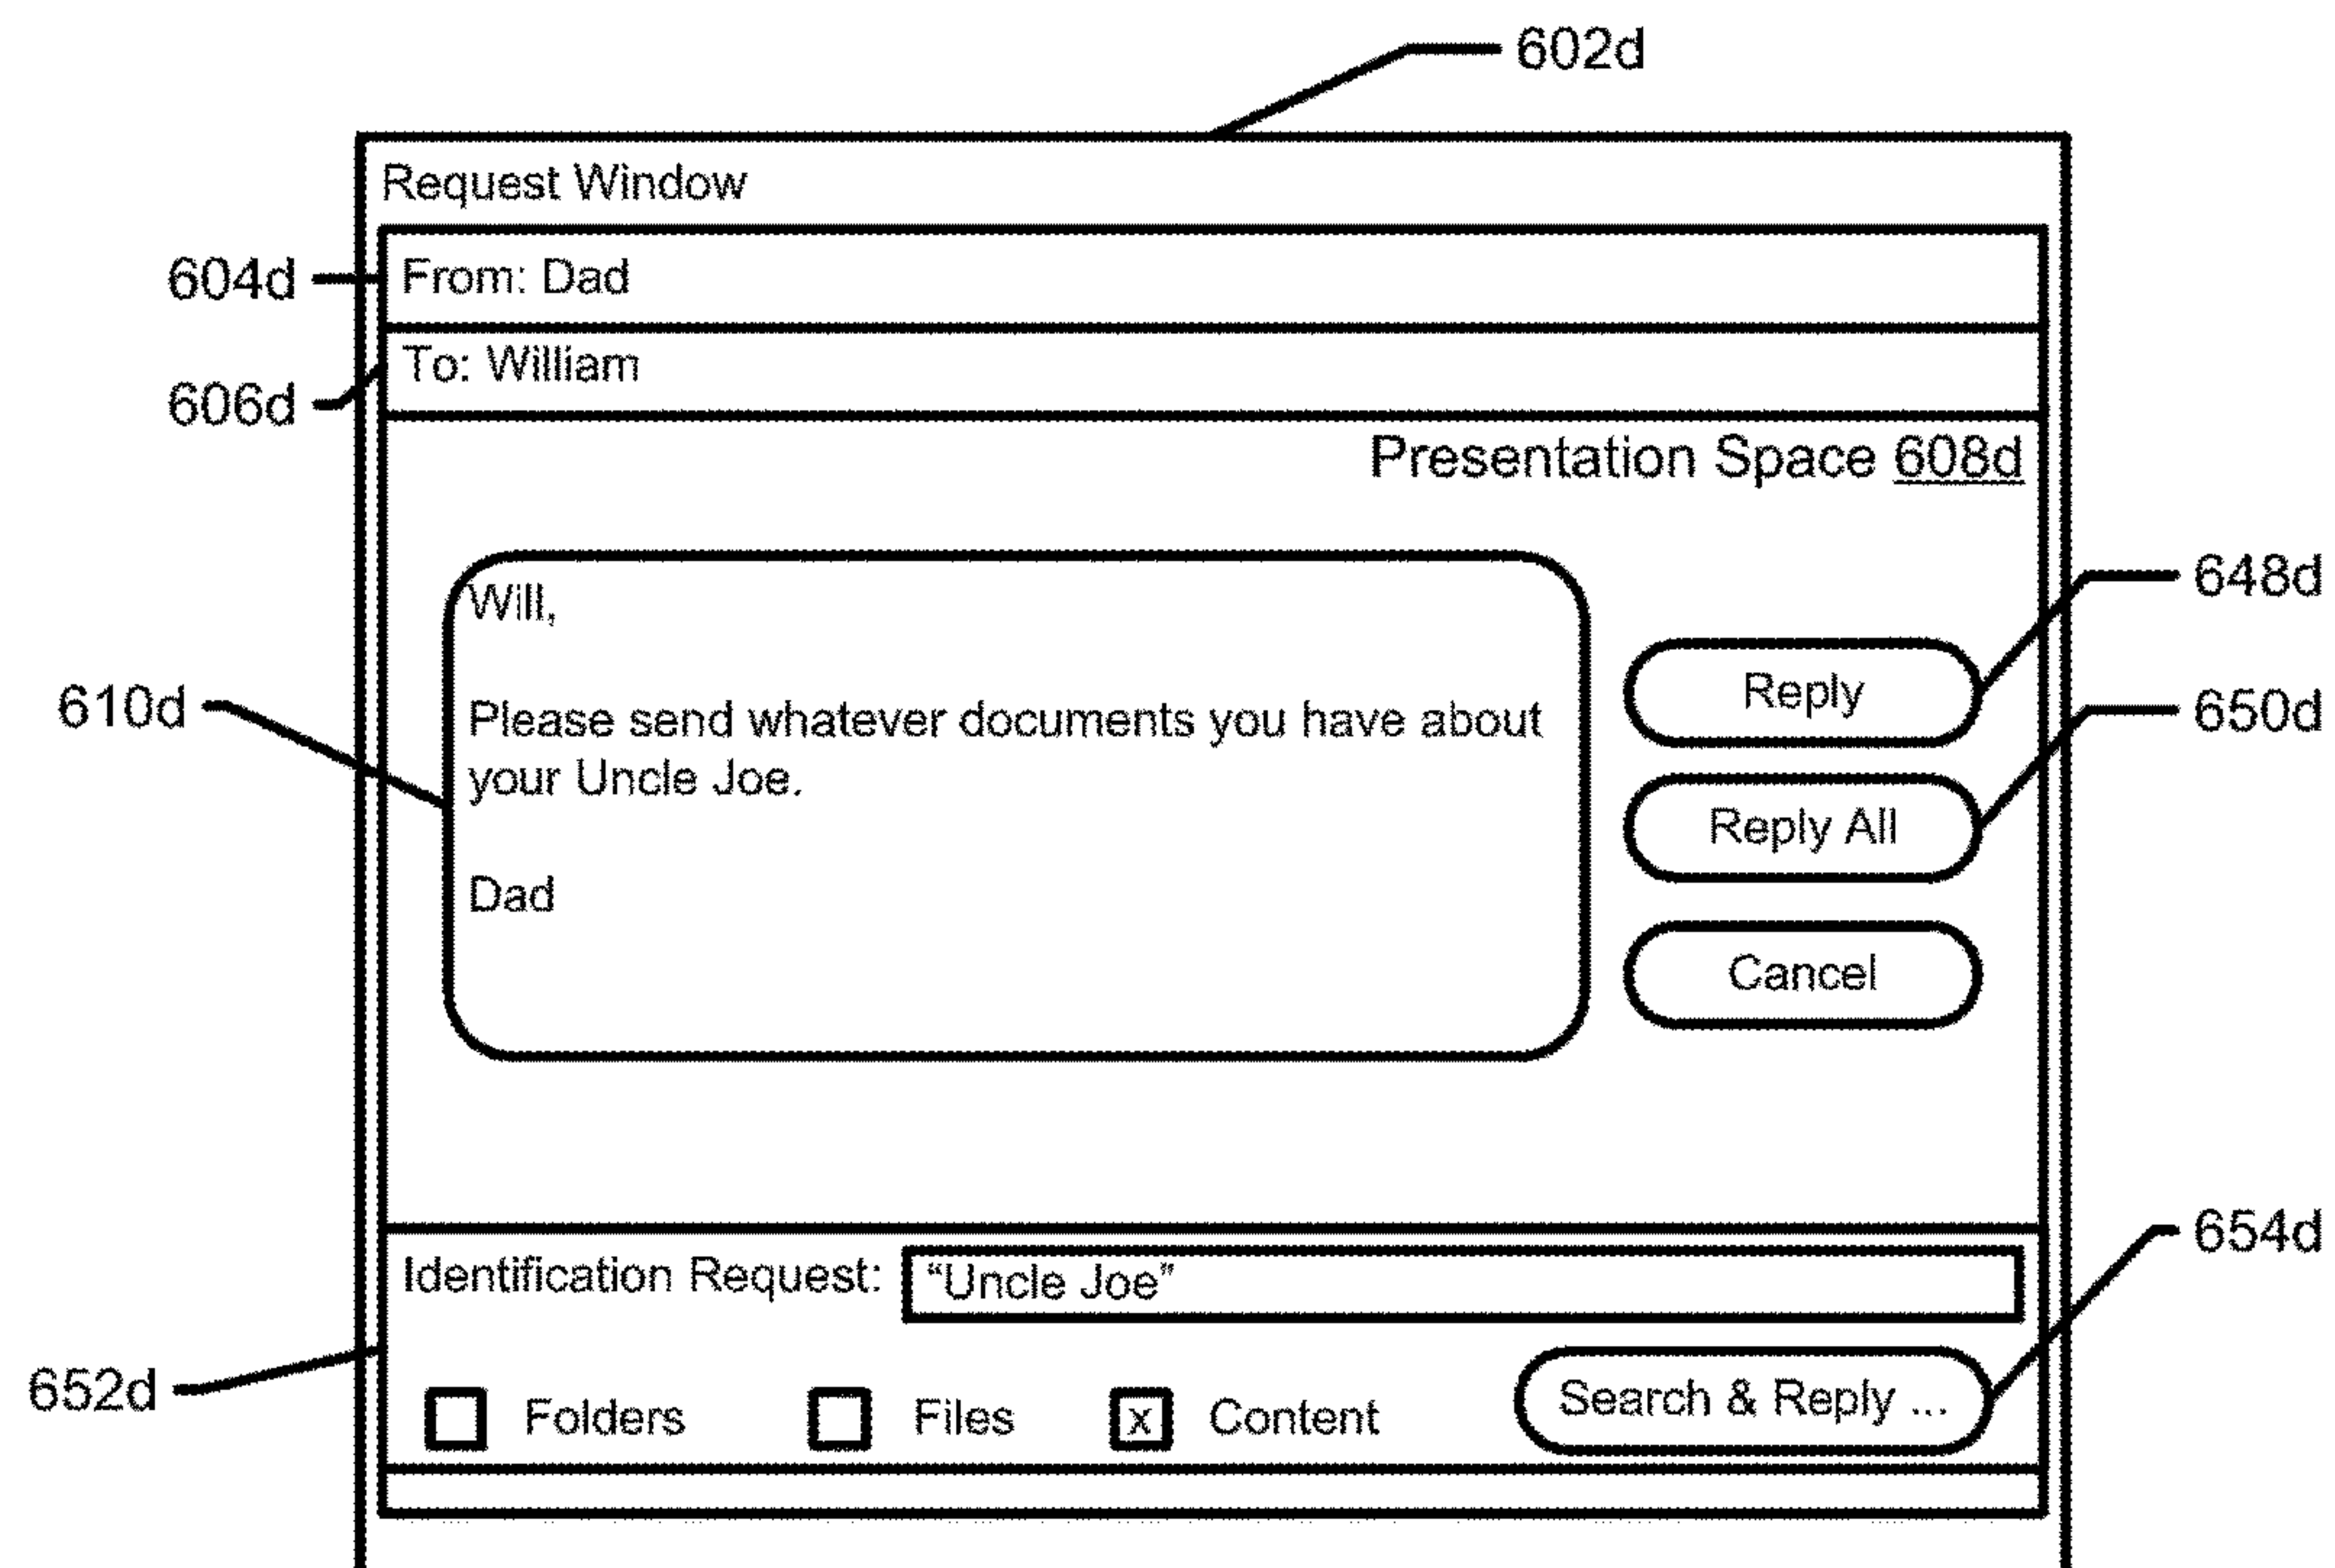 602d
Request Window
604d
From: Dad
606d
To: William
Presentation Space 608d
610d
Will,
Please send whatever documents you have about
your Uncle Joe.
Dad
648d
Reply
650d
Reply All
Cancel
654d
Identification Request: “Uncle Joe”
652d
Folders Files x Content Search & Reply ...